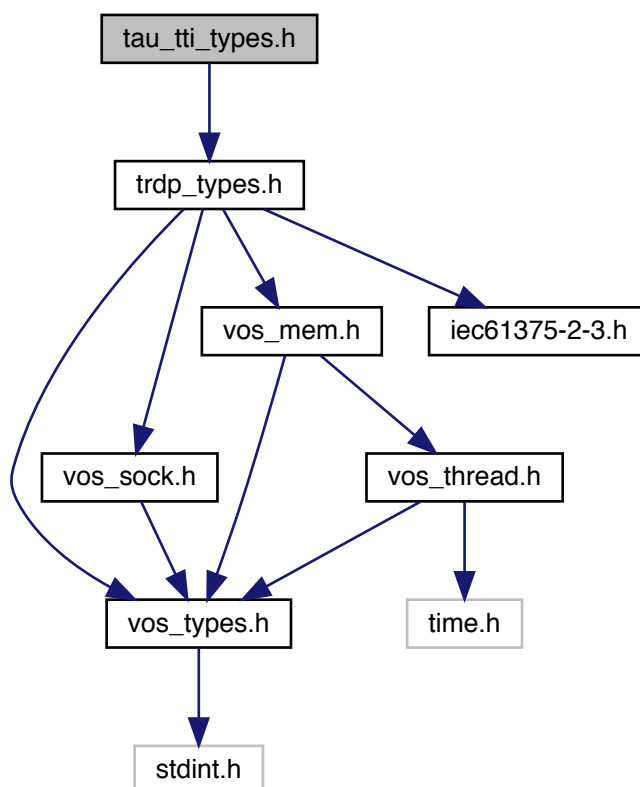 tau_tti_types.h
trdp_types.h
vos_mem.h
iec61375-2-3.h
vos_sock.h
vos_thread.h
vos_types.h
time.h
stdint.h